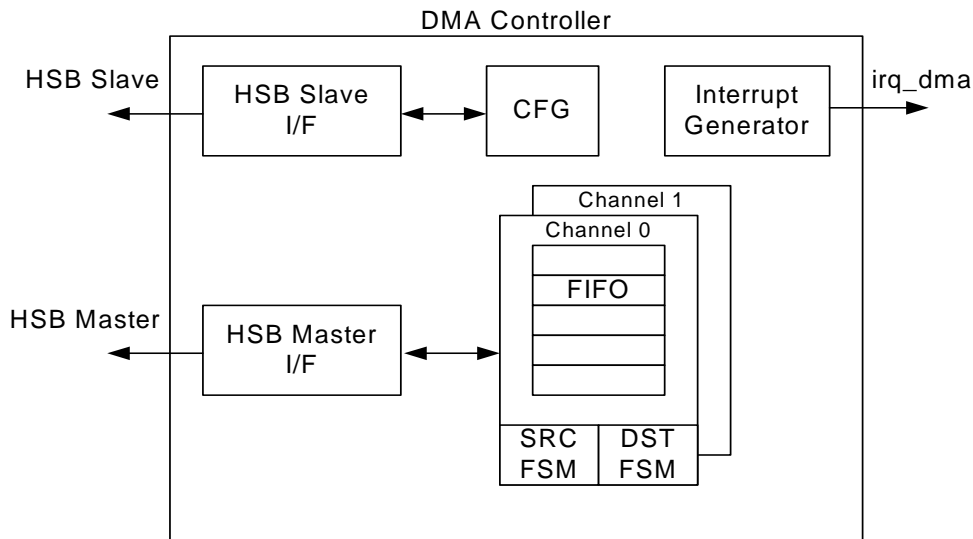 DMA Controller
HSB Slave
HSB Slave
I/F
CFG
Interrupt
Generator
irq_dma
Channel 1
Channel 0
FIFO
HSB Master
HSB Master
I/F
SRC
FSM
DST
FSM